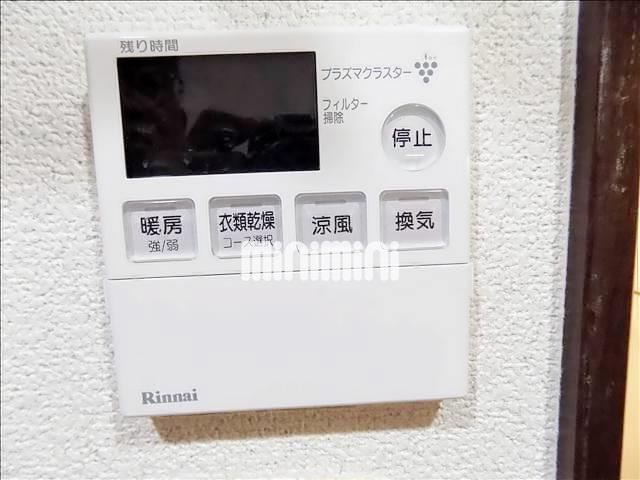 残り時間
プラズマクラスター
フィルター
掃除
停止
暖房
強/弱
衣類乾燥
コース選択
涼風
換気
minimini
Rinnai